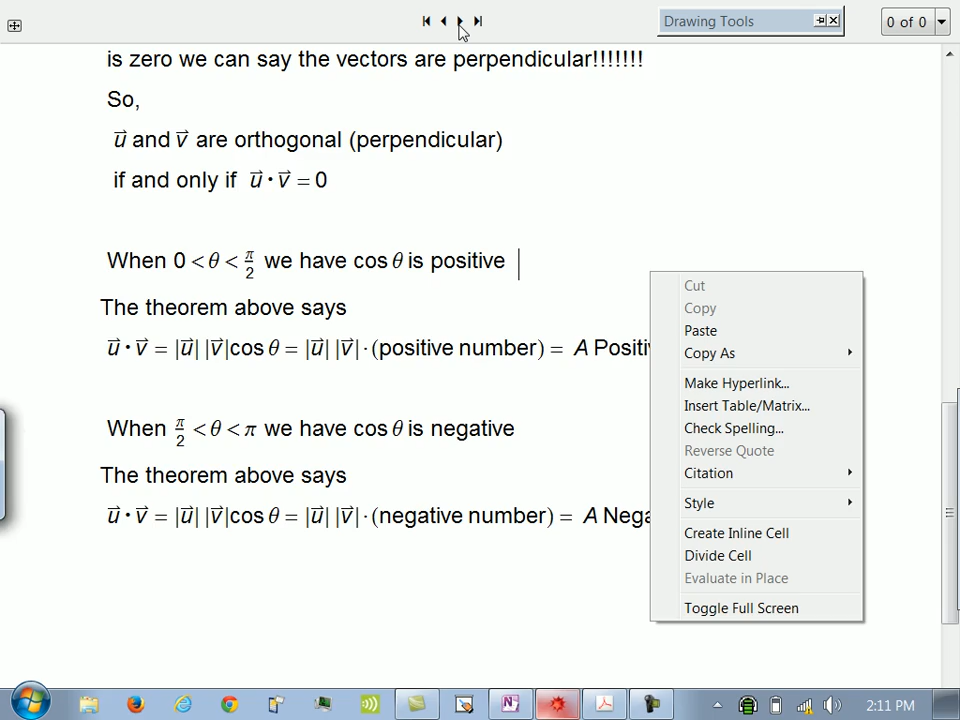 Drawing Tools
0 of 0
is zero we can say the vectors are perpendicular!!!!!!!
So,
u⃗ and v⃗ are orthogonal (perpendicular)
if and only if u⃗ · v⃗ = 0
When 0 < θ < π/2 we have cos θ is positive
The theorem above says
u⃗ · v⃗ = |u⃗| |v⃗|cos θ = |u⃗| |v⃗| · (positive number) = A Positiv
When π/2 < θ < π we have cos θ is negative
The theorem above says
u⃗ · v⃗ = |u⃗| |v⃗|cos θ = |u⃗| |v⃗| · (negative number) = A Nega
Cut
Copy
Paste
Copy As
Make Hyperlink...
Insert Table/Matrix...
Check Spelling...
Reverse Quote
Citation
Style
Create Inline Cell
Divide Cell
Evaluate in Place
Toggle Full Screen
2:11 PM